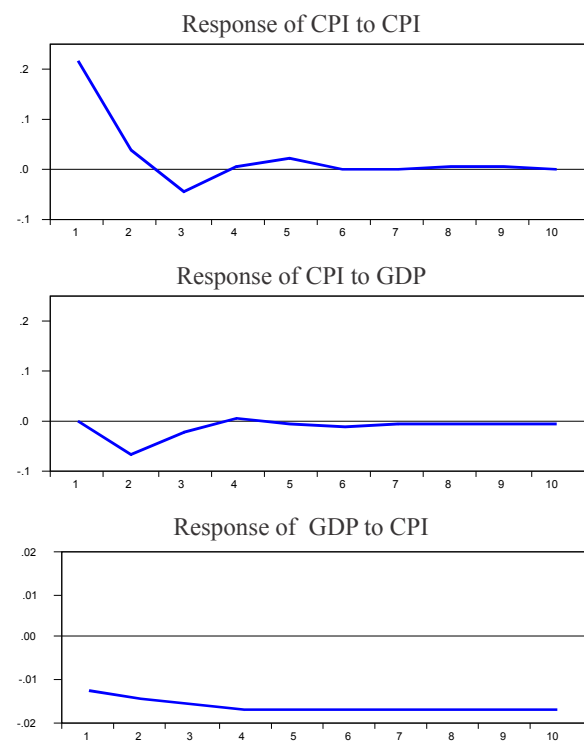 Response of CPI to CPI
.2
.1
.0
-.1
1 2 3 4 5 6 7 8 9 10
Response of CPI to GDP
.2
.1
.0
-.1
1 2 3 4 5 6 7 8 9 10
Response of GDP to CPI
.02
.01
.00
-.01
-.02
1 2 3 4 5 6 7 8 9 10